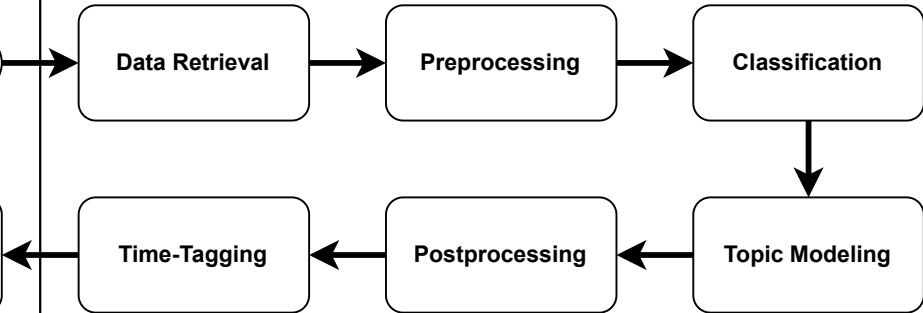 Data Retrieval
Preprocessing
Classification
Time-Tagging
Postprocessing
Topic Modeling